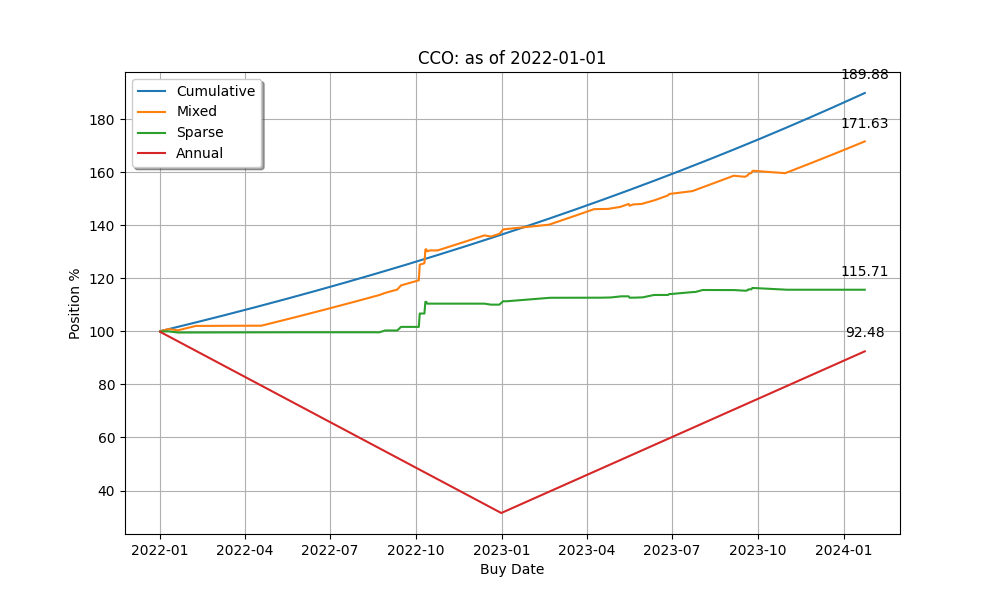 CCO: as of 2022-01-01
Cumulative
Mixed
Sparse
Annual
189.88
171.63
115.71
92.48
Position %
180
160
140
120
100
80
60
40
2022-01 2022-04 2022-07 2022-10 2023-01 2023-04 2023-07 2023-10 2024-01
Buy Date